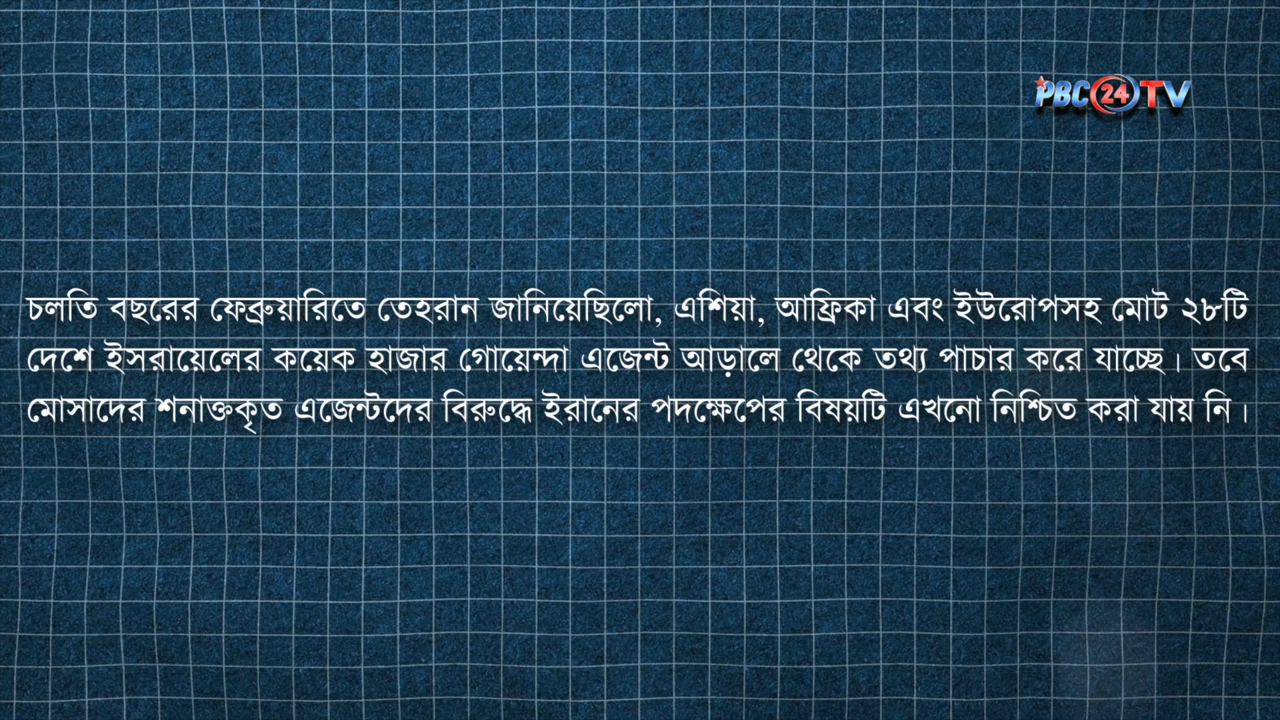 PBC 24 TV
চলতি বছরের ফেব্রুয়ারিতে তেহরান জানিয়েছিলো, এশিয়া, আফ্রিকা এবং ইউরোপসহ মোট ২৮টি
দেশে ইসরায়েলের কয়েক হাজার গোয়েন্দা এজেন্ট আড়ালে থেকে তথ্য পাচার করে যাচ্ছে। তবে
মোসাদের শনাক্তকৃত এজেন্টদের বিরুদ্ধে ইরানের পদক্ষেপের বিষয়টি এখনো নিশ্চিত করা যায় নি।